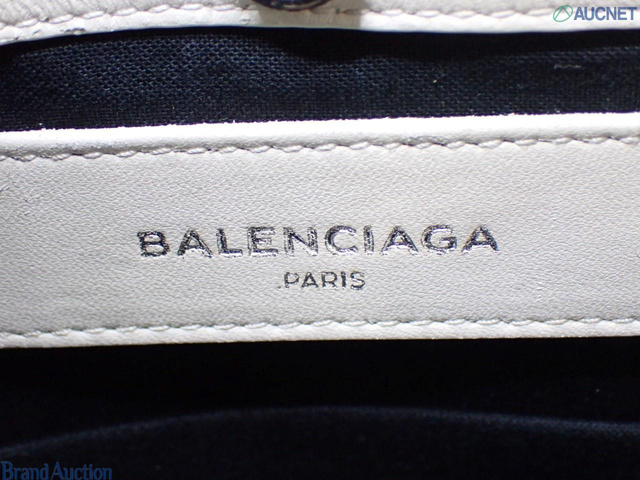 AUCNET
BALENCIAGA
PARIS
Brand Auction